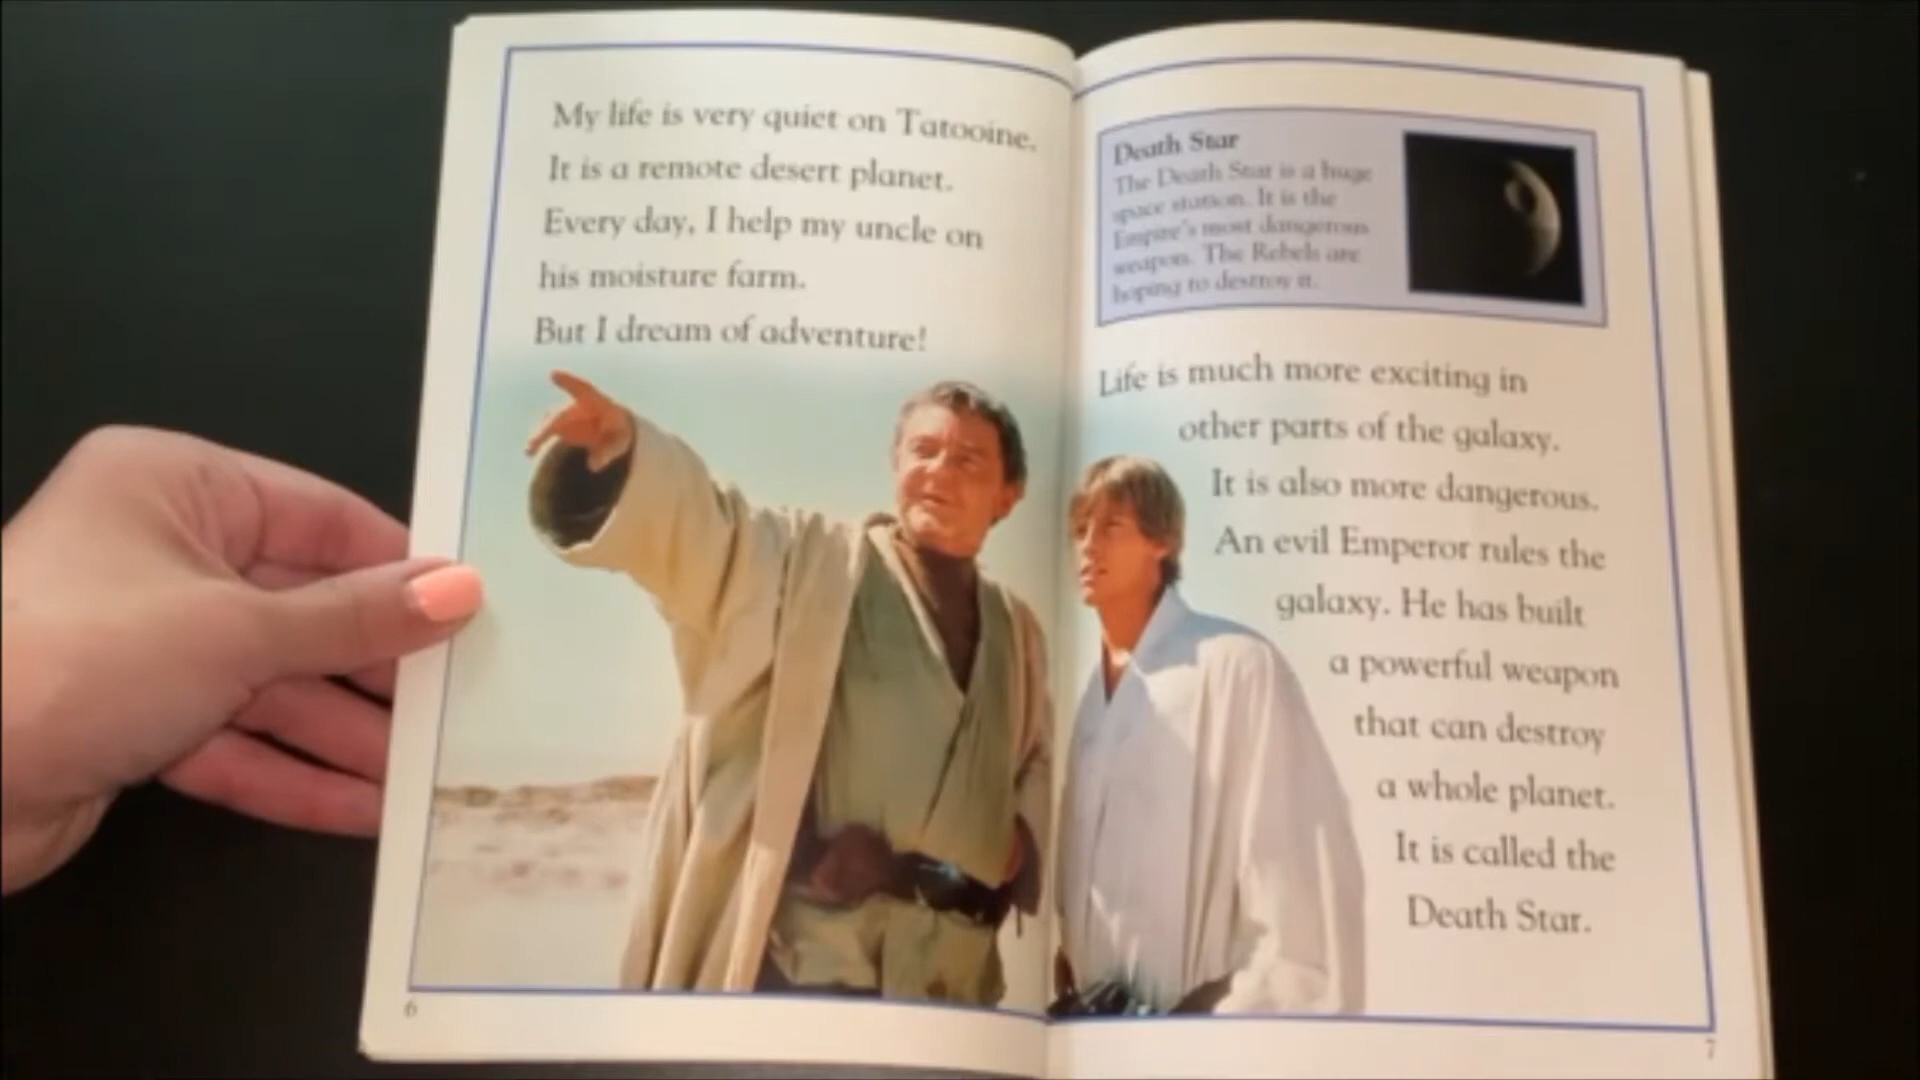 My life is very quiet on Tatooine.
It is a remote desert planet.
Every day, I help my uncle on
his moisture farm.
But I dream of adventure!
6
Death Star
The Death Star is a huge
space station. It is the
Empire's most dangerous
weapon. The Rebels are
hoping to destroy it.
Life is much more exciting in
other parts of the galaxy.
It is also more dangerous.
An evil Emperor rules the
galaxy. He has built
a powerful weapon
that can destroy
a whole planet.
It is called the
Death Star.
7